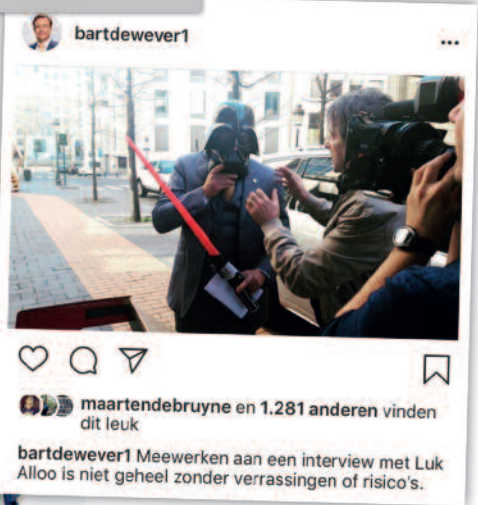 bartdewever1
maartendebruyne en 1.281 anderen vinden
dit leuk
bartdewever1 Meewerken aan een interview met Luk
Alloo is niet geheel zonder verrassingen of risico's.